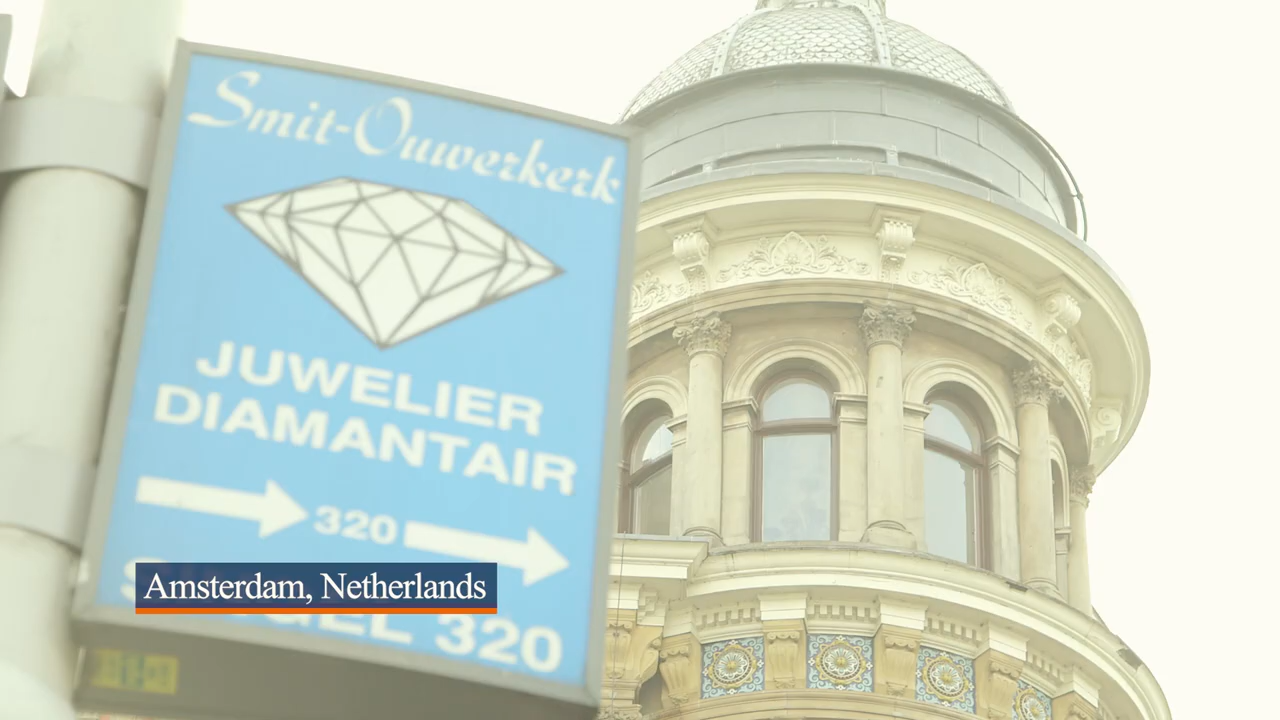 Smit-Ouwerkerk
JUWELIER
DIAMANTAIR
320
Amsterdam, Netherlands
320